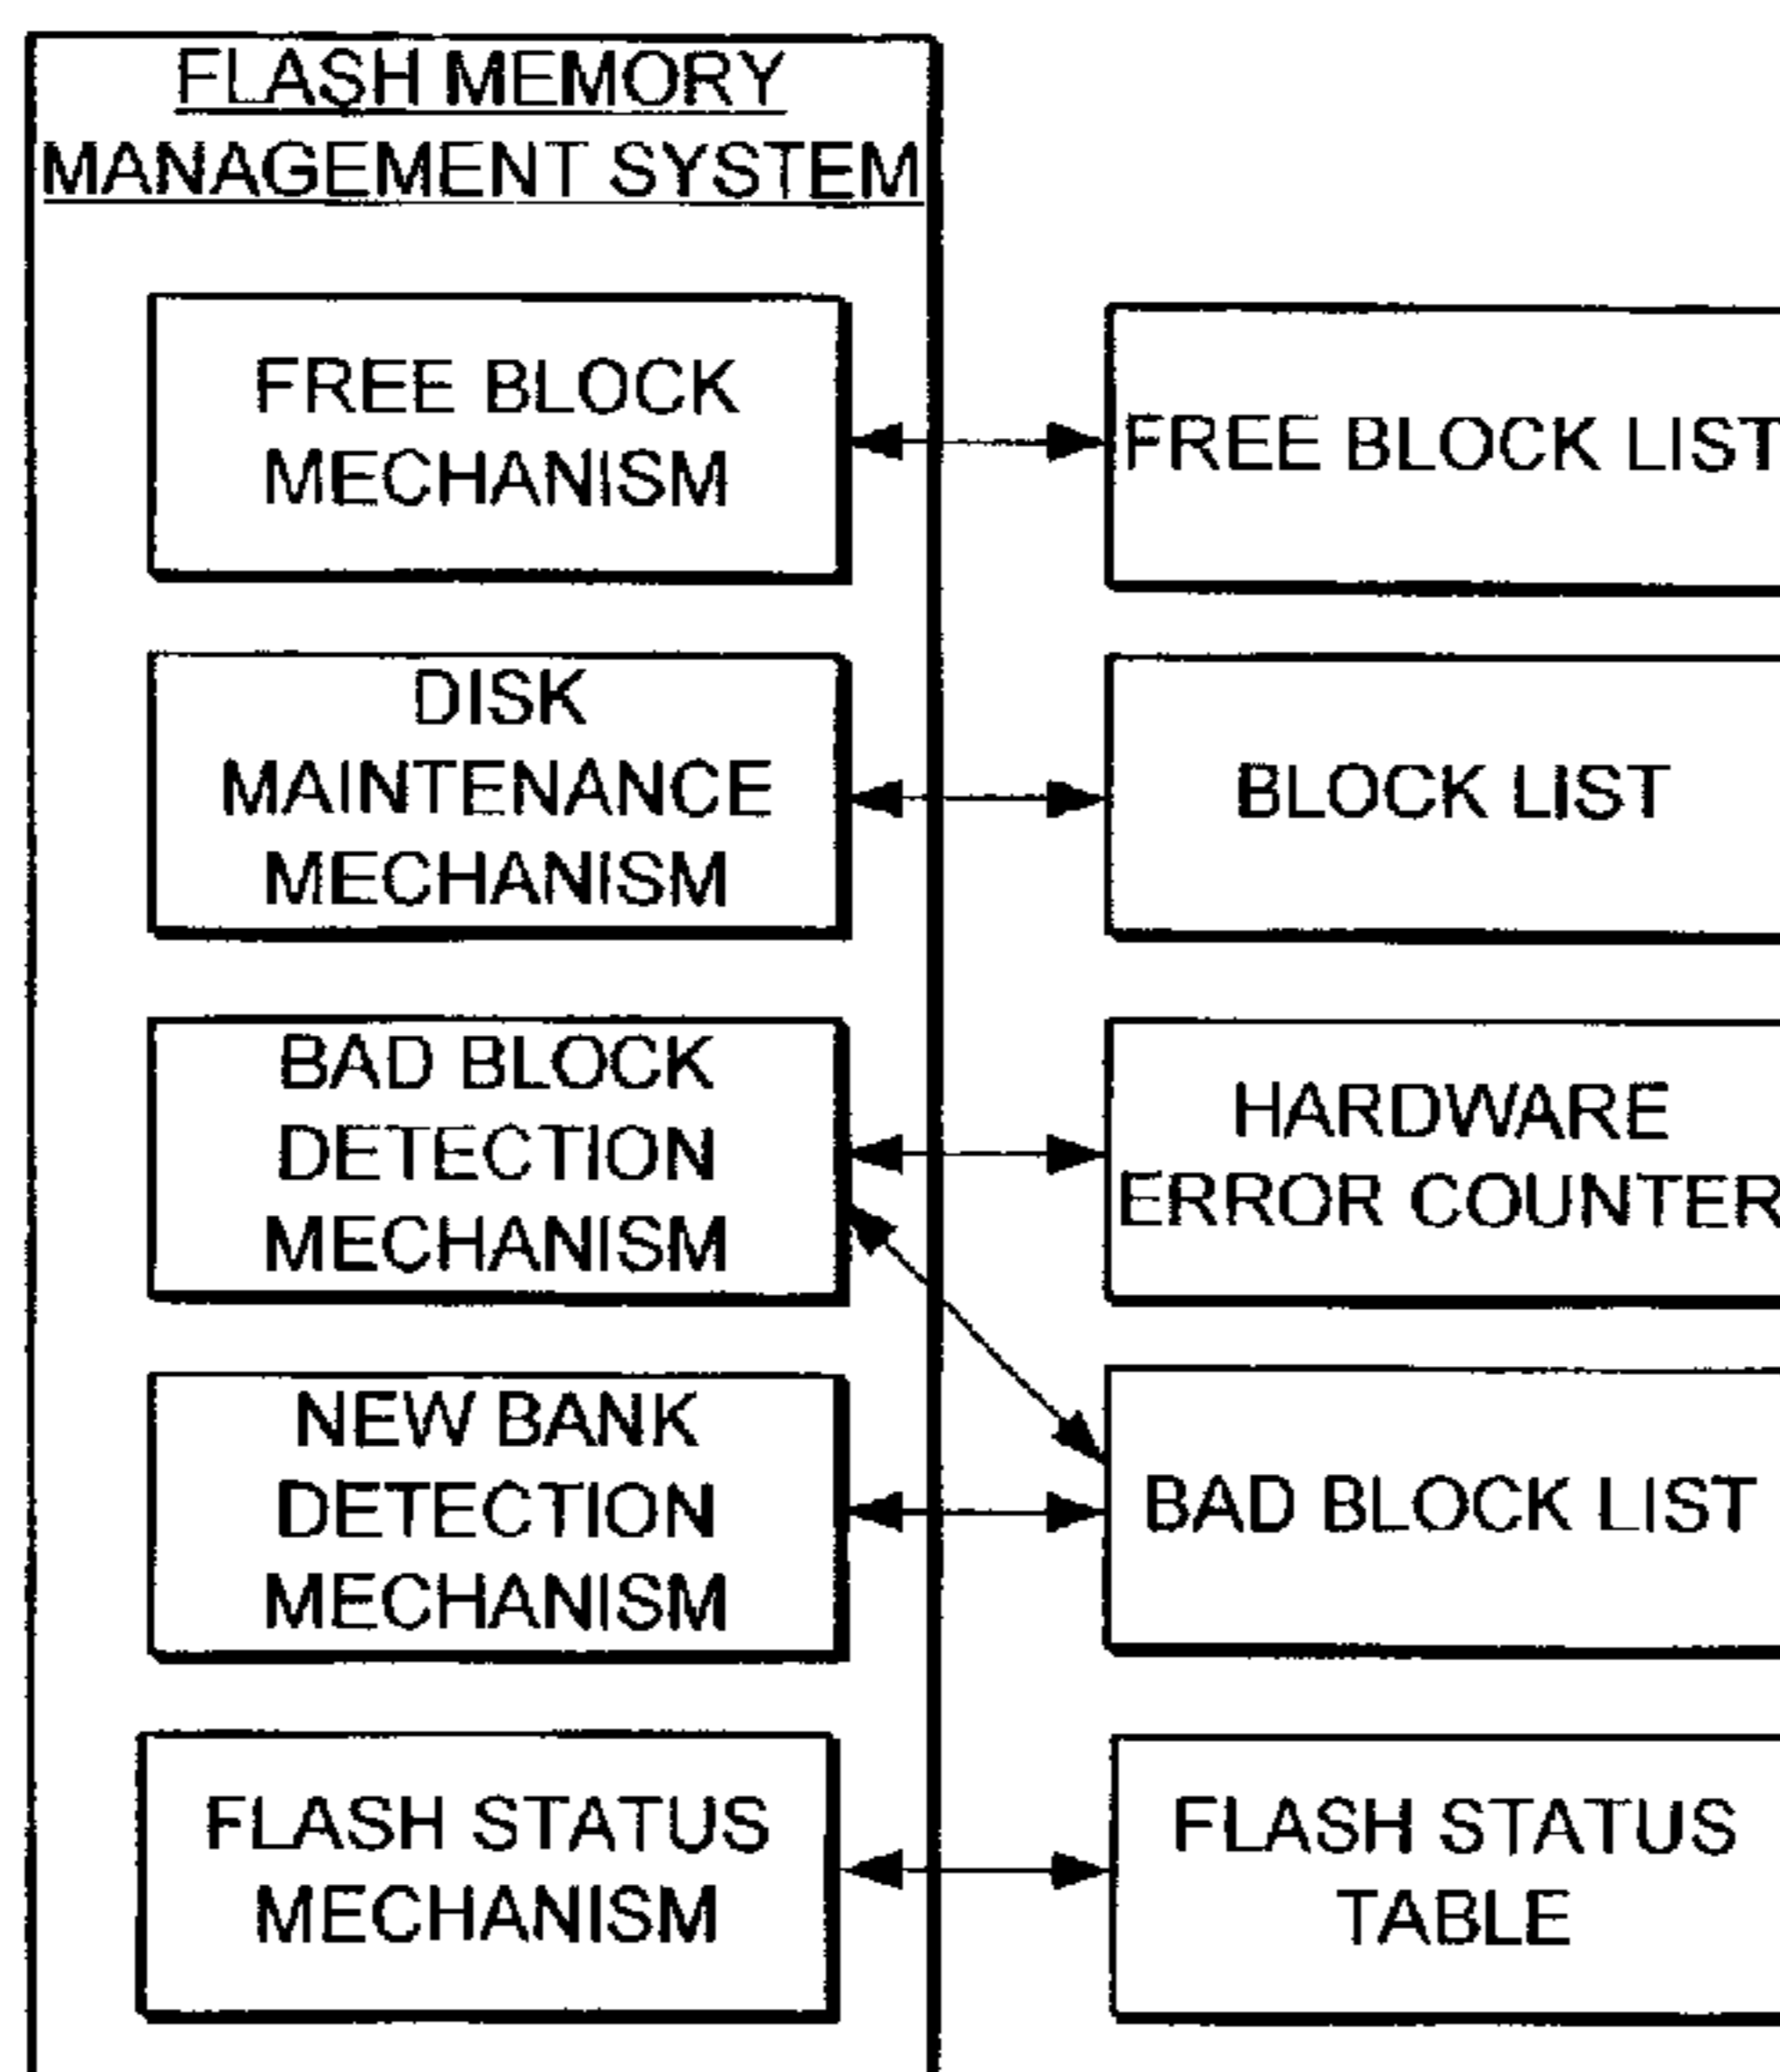 FLASH MEMORY
MANAGEMENT SYSTEM
FREE BLOCK
MECHANISM
FREE BLOCK LIST
DISK
MAINTENANCE
MECHANISM
BLOCK LIST
BAD BLOCK
DETECTION
MECHANISM
HARDWARE
ERROR COUNTER
NEW BANK
DETECTION
MECHANISM
BAD BLOCK LIST
FLASH STATUS
MECHANISM
FLASH STATUS
TABLE